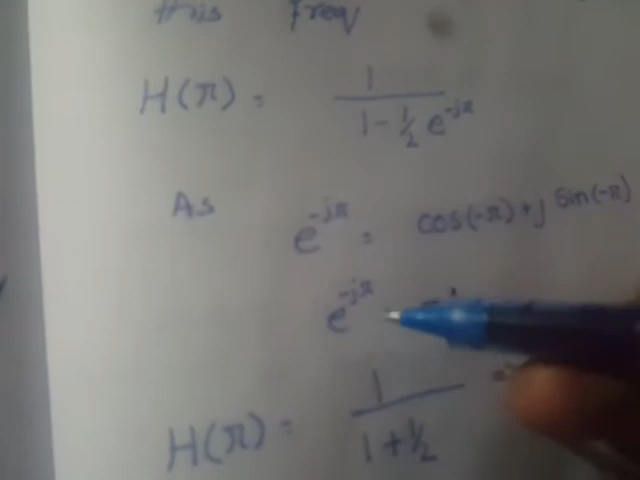 this freq
H(π) = 1 / (1 - 1/2 e^-jπ)
As e^-jπ = cos(-π) + j sin(-π)
e^-jπ
H(π) = 1 / (1 + 1/2)